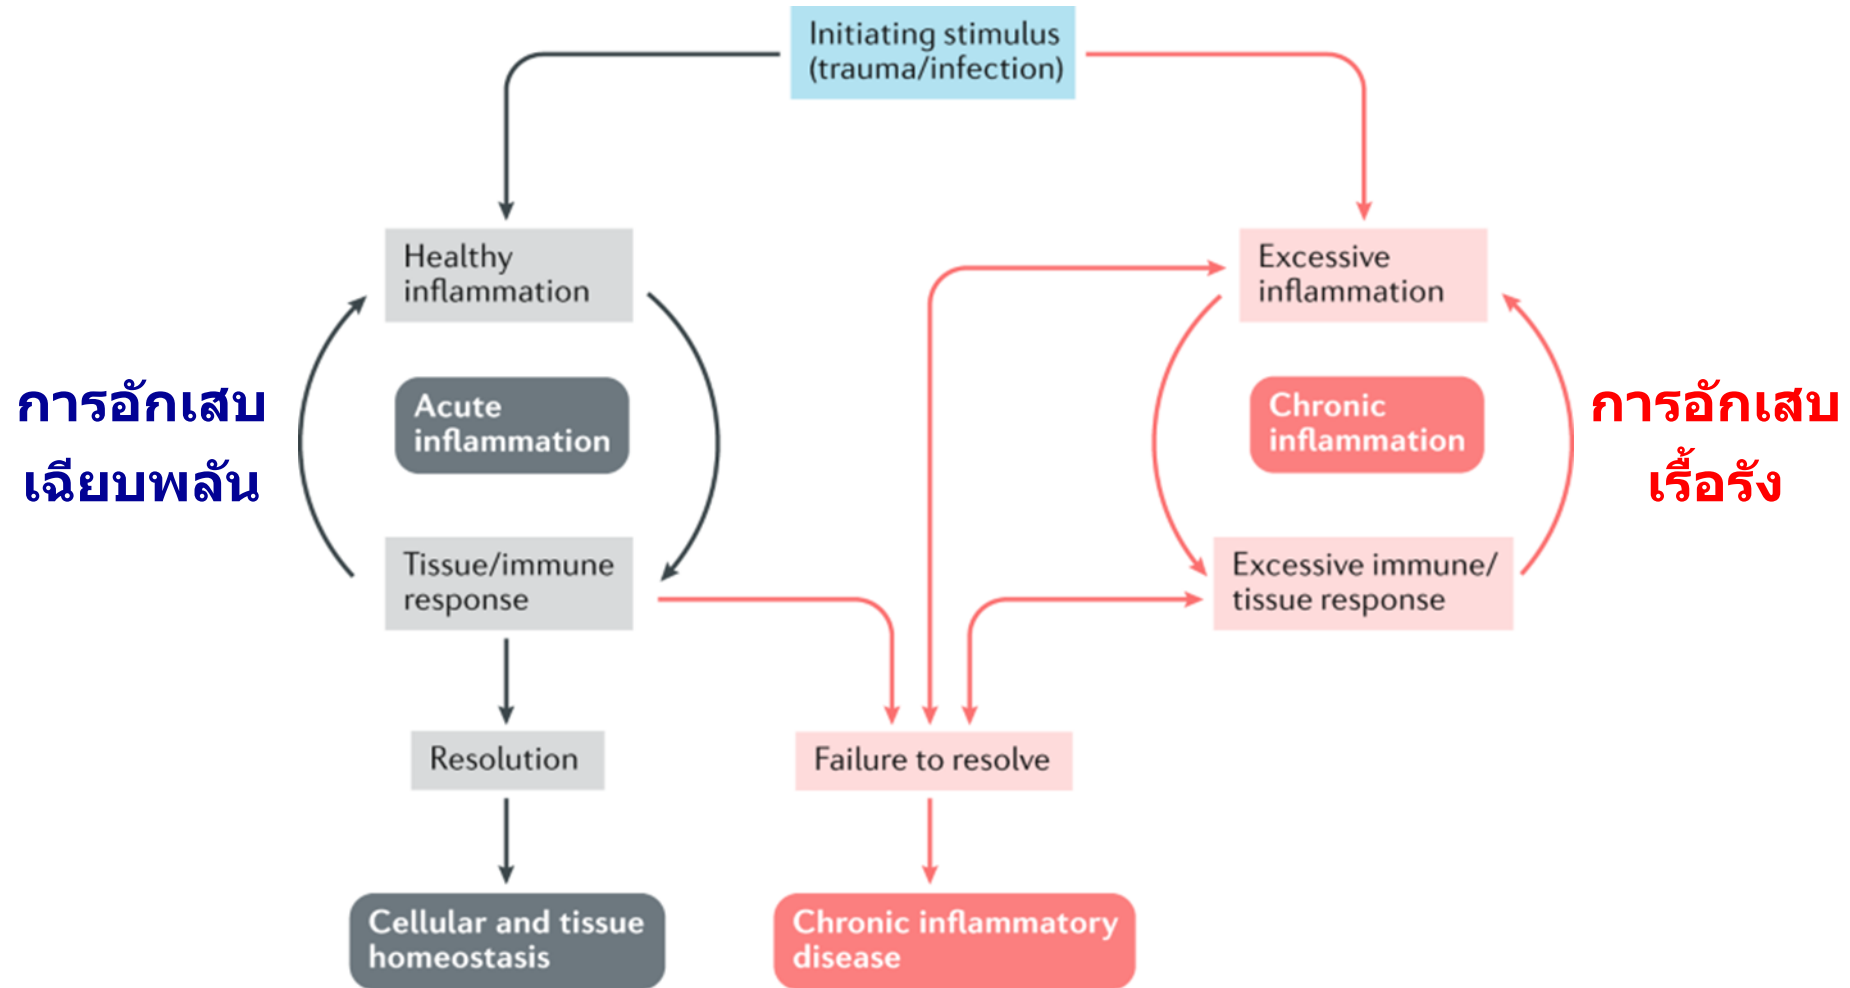 Initiating stimulus
(trauma/infection)
Healthy
inflammation
Excessive
inflammation
การอักเสบ
เฉียบพลัน
Acute
inflammation
Chronic
inflammation
การอักเสบ
เรื้อรัง
Tissue/immune
response
Excessive immune/
tissue response
Resolution
Failure to resolve
Cellular and tissue
homeostasis
Chronic inflammatory
disease